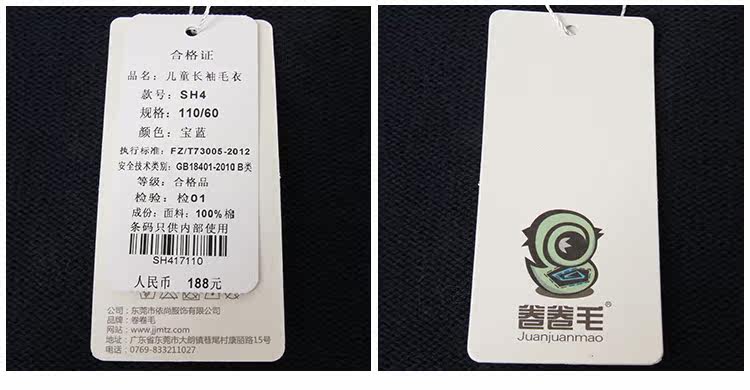 合格证
品名：儿童长袖毛衣
款号：SH4
规格：110/60
颜色：宝蓝
执行标准：FZ/T73005-2012
安全技术类别：GB18401-2010 B类
等级：合格品
检验：检01
成份：面料：100%棉
条码只供内部使用
SH417110
人民币 188元
公司：东莞市依尚服饰有限公司
品牌：卷卷毛
网站：www.jjmtz.com
地址：广东省东莞市大朗镇巷尾村康丽路15号
电话：0769-833211027
卷卷毛®
Juanjuanmao